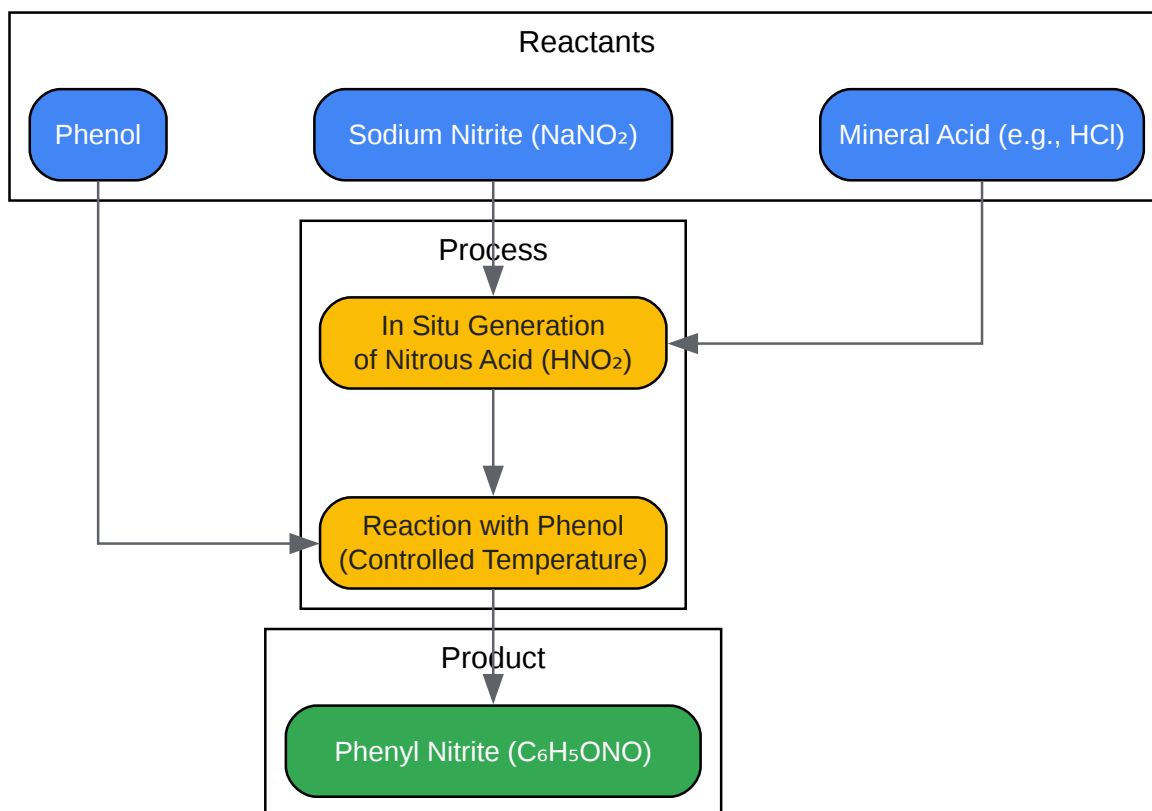 Reactants
Phenol
Sodium Nitrite (NaNO₂)
Mineral Acid (e.g., HCl)
Process
In Situ Generation
of Nitrous Acid (HNO₂)
Reaction with Phenol
(Controlled Temperature)
Product
Phenyl Nitrite (C₆H₅ONO)